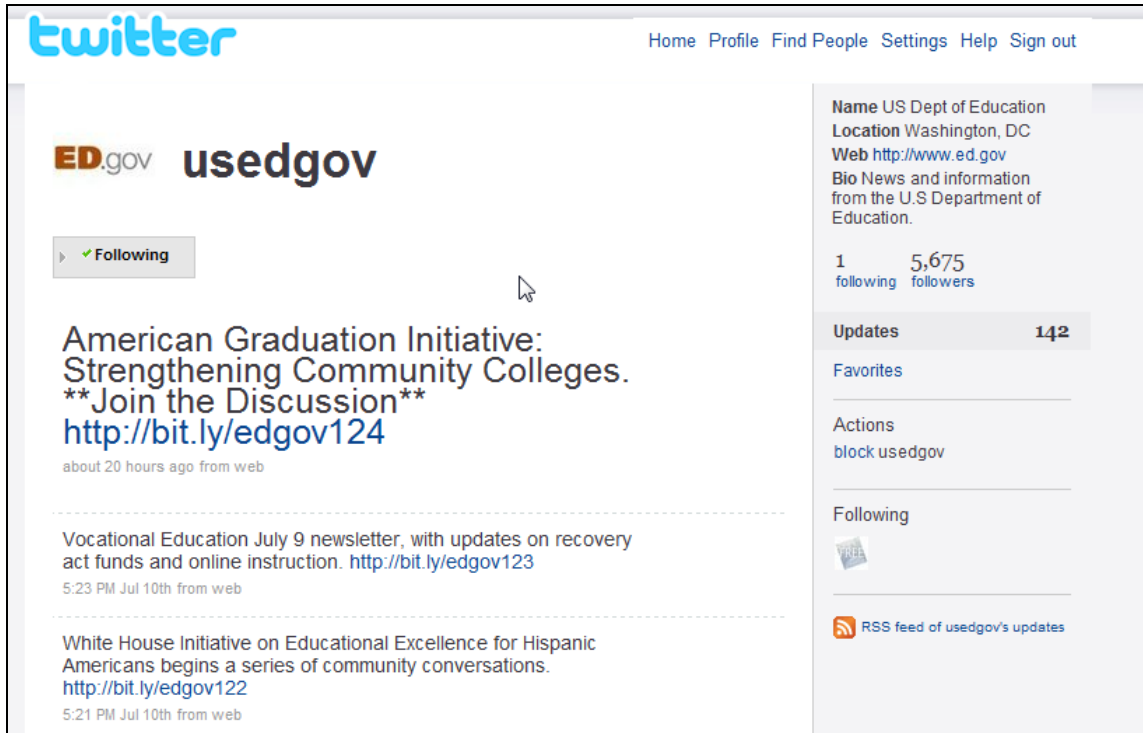 twitter
Home Profile Find People Settings Help Sign out
ED.gov usedgov
Following
American Graduation Initiative:
Strengthening Community Colleges.
**Join the Discussion**
http://bit.ly/edgov124
about 20 hours ago from web
Vocational Education July 9 newsletter, with updates on recovery
act funds and online instruction. http://bit.ly/edgov123
5:23 PM Jul 10th from web
White House Initiative on Educational Excellence for Hispanic
Americans begins a series of community conversations.
http://bit.ly/edgov122
5:21 PM Jul 10th from web
Name US Dept of Education
Location Washington, DC
Web http://www.ed.gov
Bio News and information
from the U.S Department of
Education.
1 5,675
following followers
Updates 142
Favorites
Actions
block usedgov
Following
FREE
RSS feed of usedgov's updates